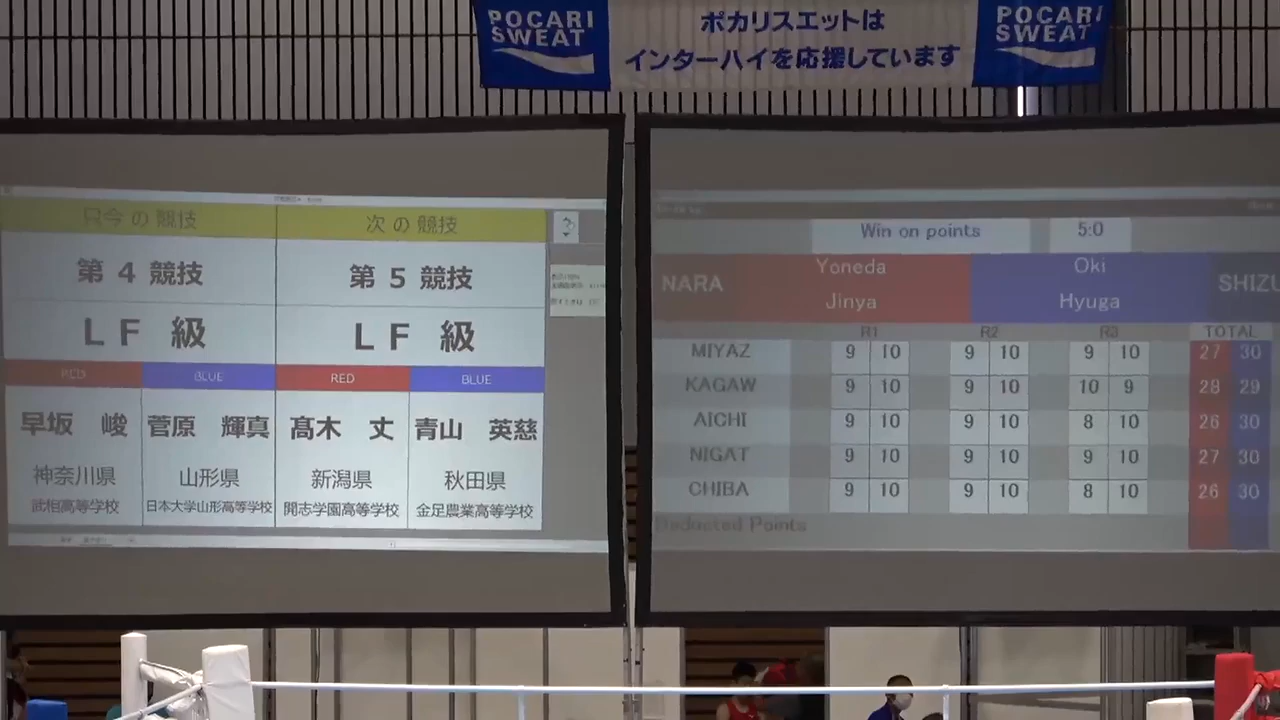 POCARI
SWEAT
ポカリスエットは
インターハイを応援しています
POCARI
SWEAT
只今 の 競技
次 の 競技
第 4 競技
第 5 競技
LF 級
LF 級
RED
BLUE
RED
BLUE
早坂 峻
菅原 輝真
髙木 丈
青山 英慈
神奈川県
山形県
新潟県
秋田県
武相高等学校
日本大学山形高等学校
開志学園高等学校
金足農業高等学校
Win on points
5:0
NARA
Yoneda
Jinya
Oki
Hyuga
SHIZU
R1
R2
R3
TOTAL
MIYAZ 9 10 9 10 9 10 27 30
KAGAW 9 10 9 10 10 9 28 29
AICHI 9 10 9 10 8 10 26 30
NIGAT 9 10 9 10 9 10 27 30
CHIBA 9 10 9 10 8 10 26 30
Deducted Points